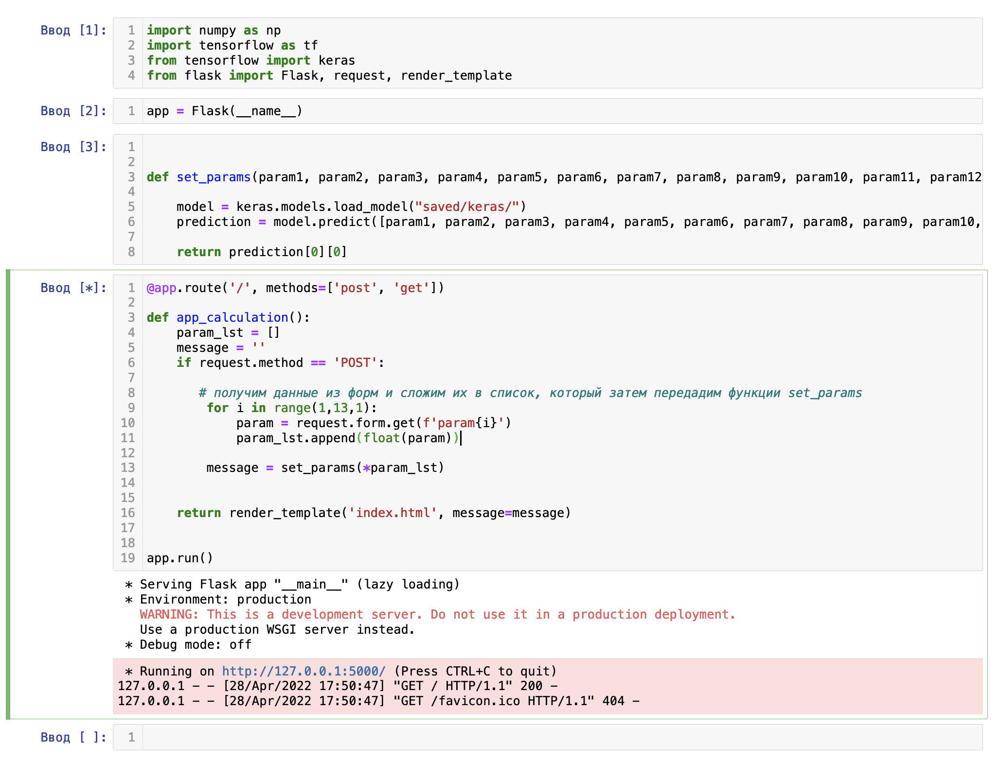 Ввод [1]:
1 import numpy as np
2 import tensorflow as tf
3 from tensorflow import keras
4 from flask import Flask, request, render_template
Ввод [2]:
1 app = Flask(__name__)
Ввод [3]:
1
2
3 def set_params(param1, param2, param3, param4, param5, param6, param7, param8, param9, param10, param11, param12
4
5     model = keras.models.load_model("saved/keras/")
6     prediction = model.predict([param1, param2, param3, param4, param5, param6, param7, param8, param9, param10,
7
8     return prediction[0][0]
Ввод [*]:
1 @app.route('/', methods=['post', 'get'])
2
3 def app_calculation():
4     param_lst = []
5     message = ''
6     if request.method == 'POST':
7
8        # получим данные из форм и сложим их в список, который затем передадим функции set_params
9         for i in range(1,13,1):
10             param = request.form.get(f'param{i}')
11             param_lst.append(float(param))
12
13         message = set_params(*param_lst)
14
15
16     return render_template('index.html', message=message)
17
18
19 app.run()
* Serving Flask app "__main__" (lazy loading)
* Environment: production
WARNING: This is a development server. Do not use it in a production deployment.
Use a production WSGI server instead.
* Debug mode: off
* Running on http://127.0.0.1:5000/ (Press CTRL+C to quit)
127.0.0.1 - - [28/Apr/2022 17:50:47] "GET / HTTP/1.1" 200 -
127.0.0.1 - - [28/Apr/2022 17:50:47] "GET /favicon.ico HTTP/1.1" 404 -
Ввод [ ]:
1